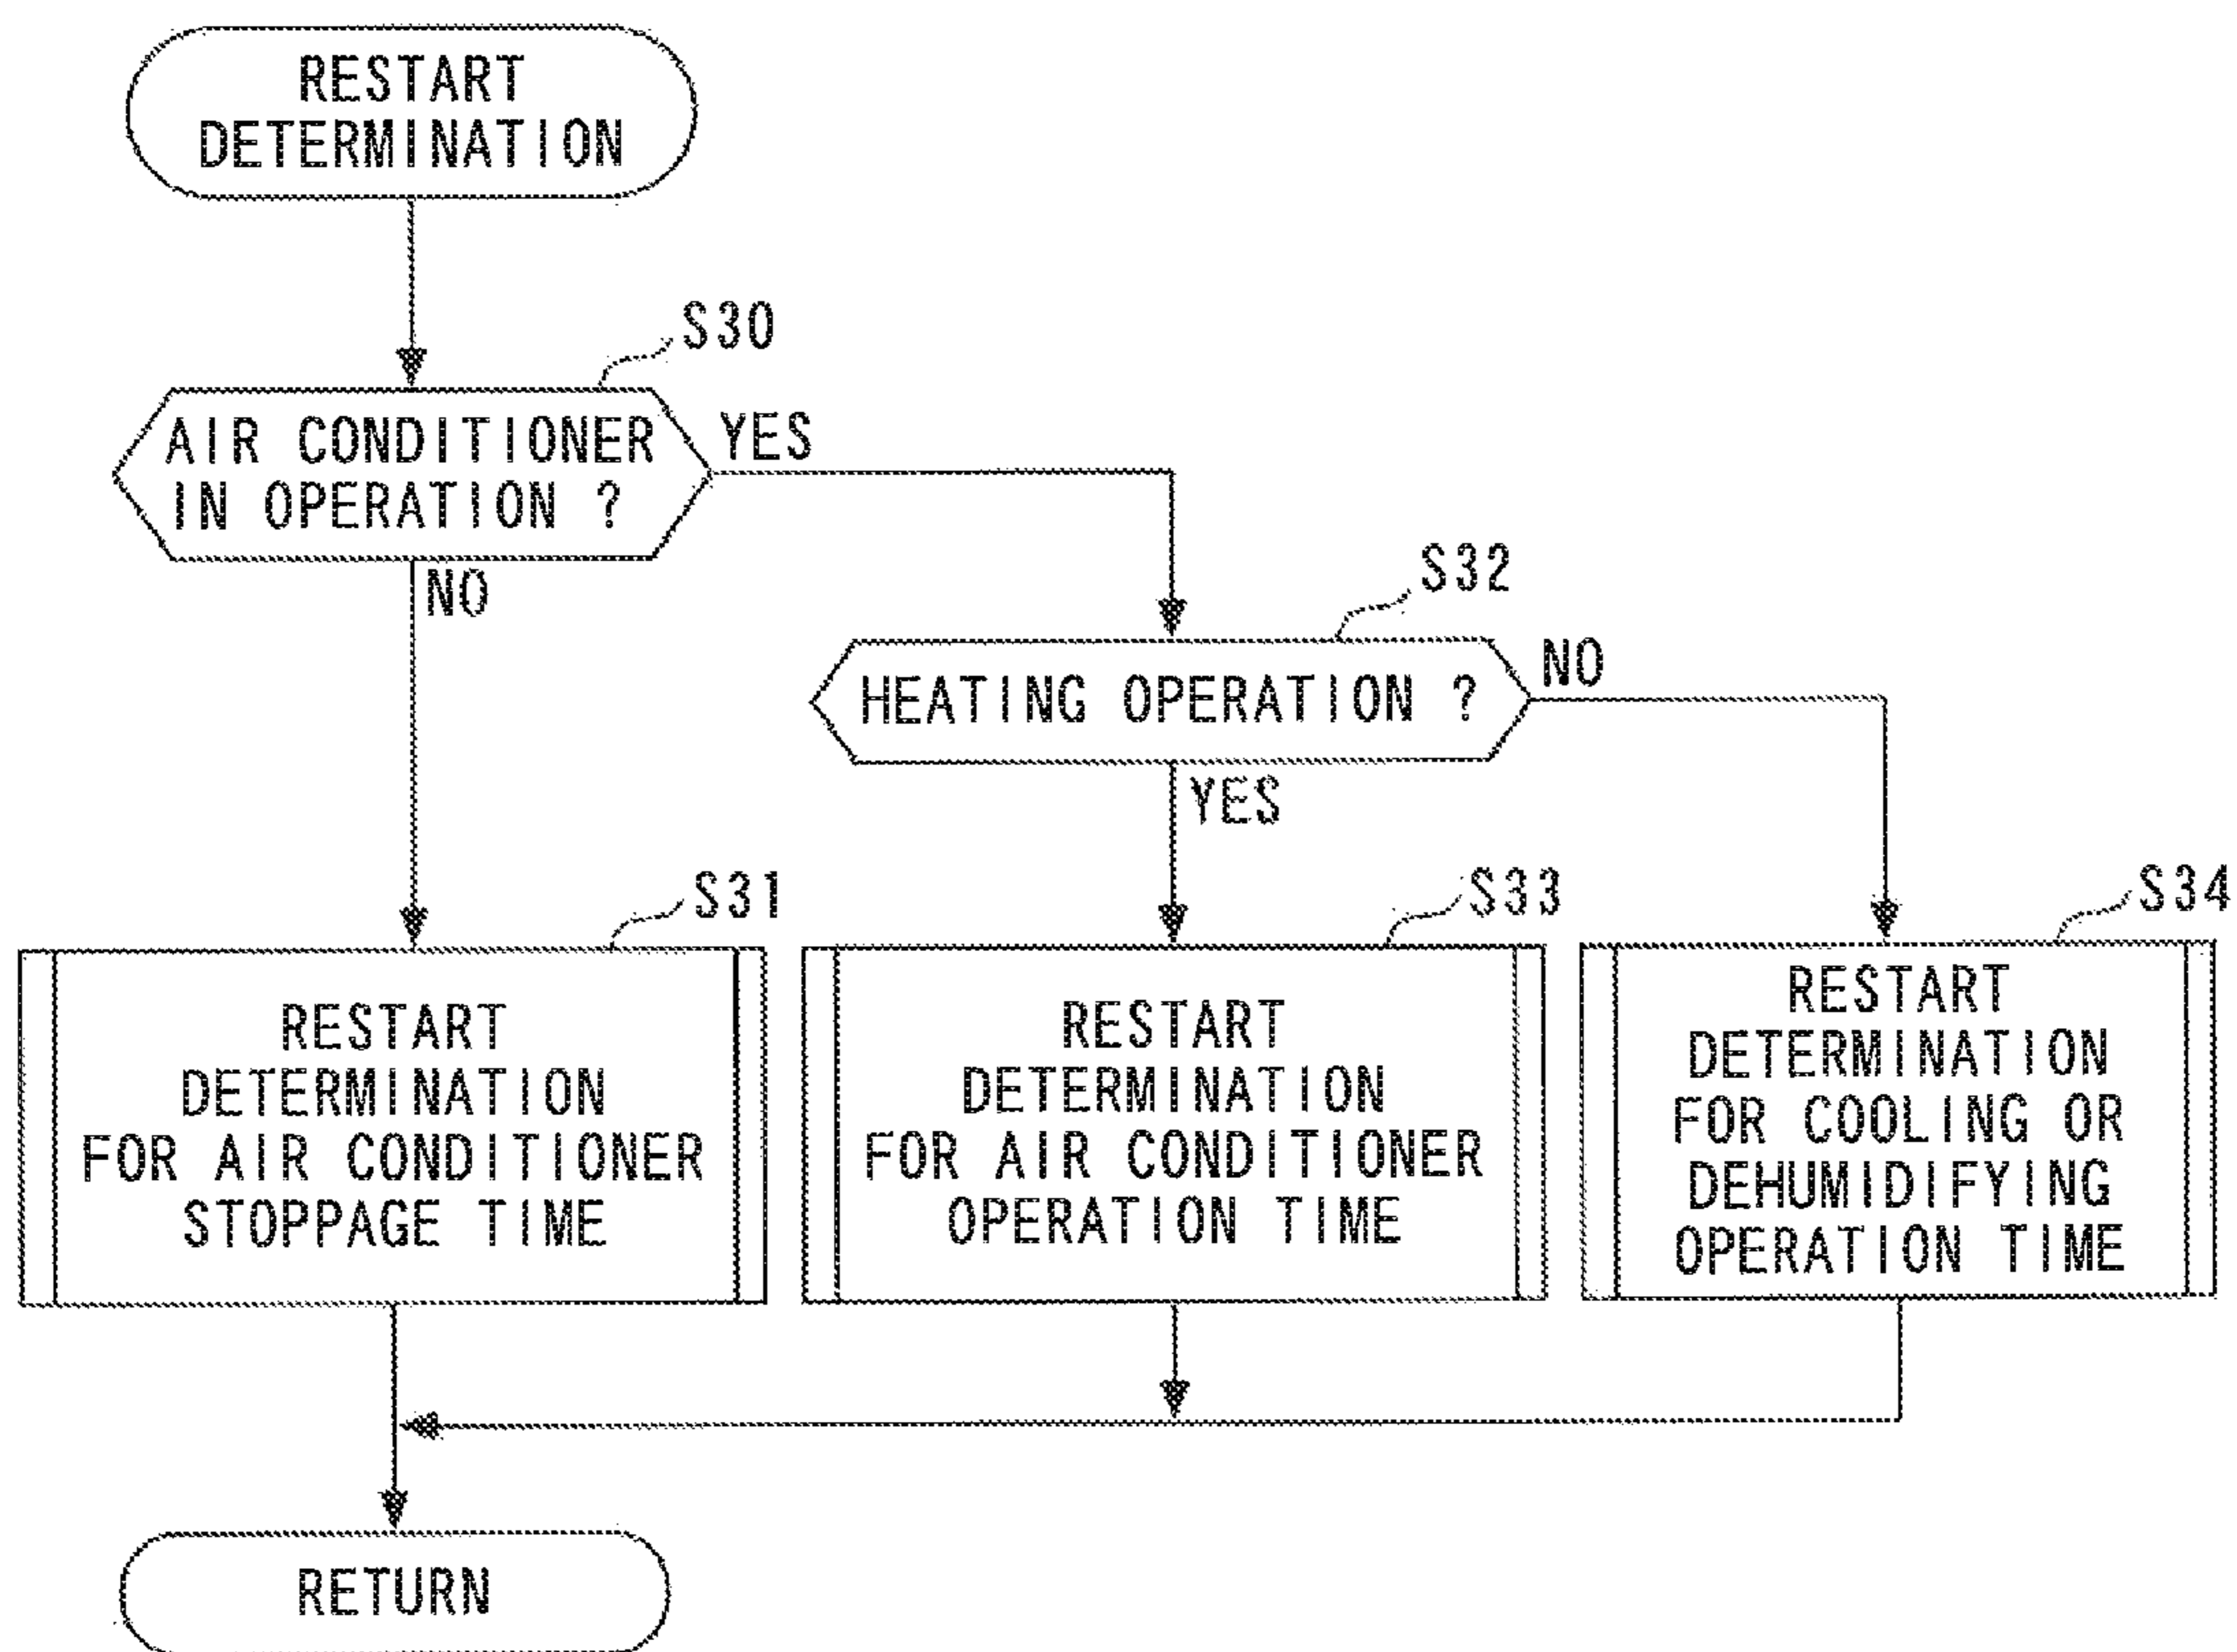 RESTART
DETERMINATION
S30
AIR CONDITIONER
IN OPERATION ?
YES
NO
S32
HEATING OPERATION ?
NO
YES
S31
RESTART
DETERMINATION
FOR AIR CONDITIONER
STOPPAGE TIME
S33
RESTART
DETERMINATION
FOR AIR CONDITIONER
OPERATION TIME
S34
RESTART
DETERMINATION
FOR COOLING OR
DEHUMIDIFYING
OPERATION TIME
RETURN